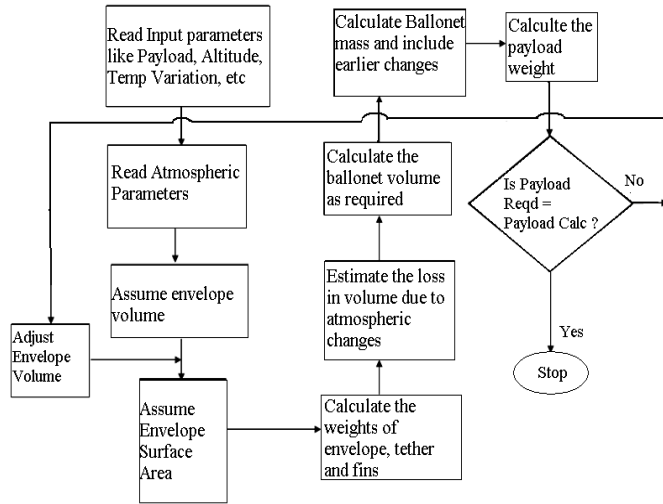 Read Input parameters
like Payload, Altitude,
Temp Variation, etc
Read Atmospheric
Parameters
Assume envelope
volume
Adjust
Envelope
Volume
Assume
Envelope
Surface
Area
Calculate the
weights of
envelope, tether
and fins
Estimate the loss
in volume due to
atmospheric
changes
Calculate the
ballonet volume
as required
Calculate Ballonet
mass and include
earlier changes
Calculte the
payload
weight
Is Payload
Reqd =
Payload Calc ?
No
Yes
Stop